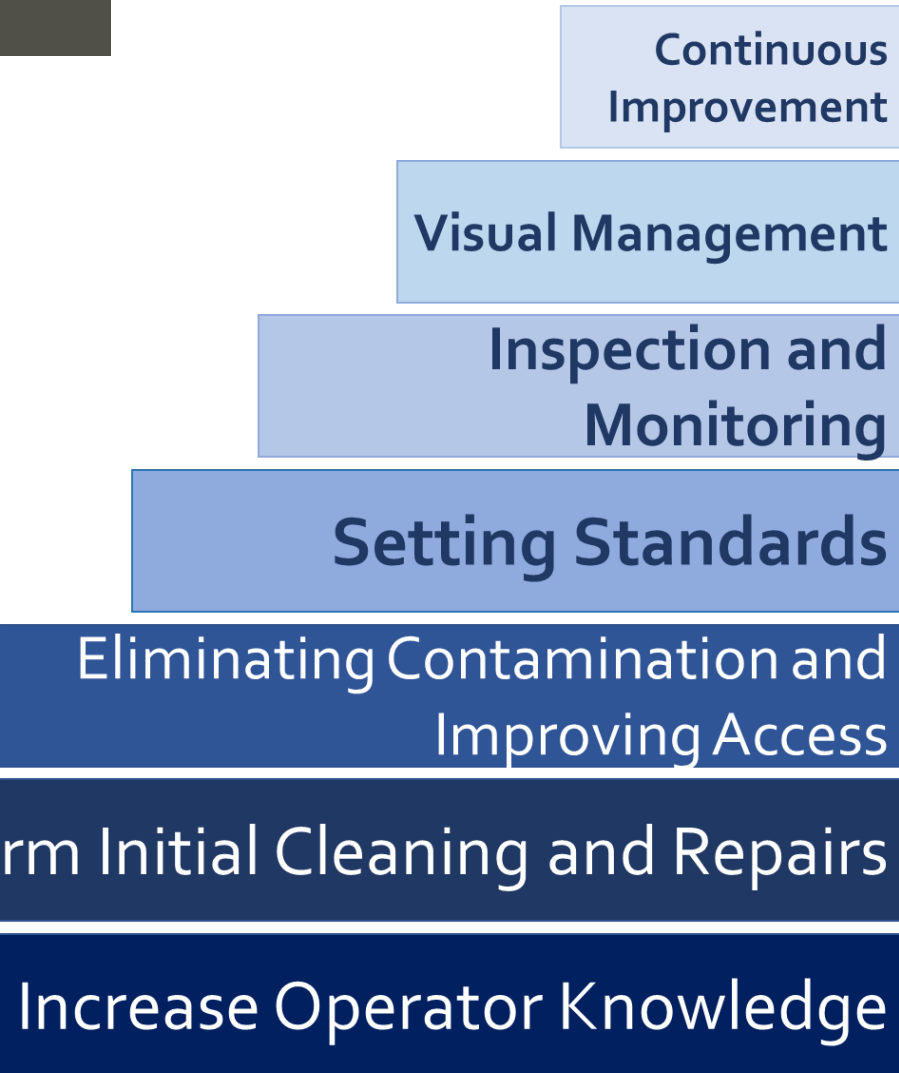 Continuous
Improvement
Visual Management
Inspection and
Monitoring
Setting Standards
Eliminating Contamination and
Improving Access
rm Initial Cleaning and Repairs
Increase Operator Knowledge